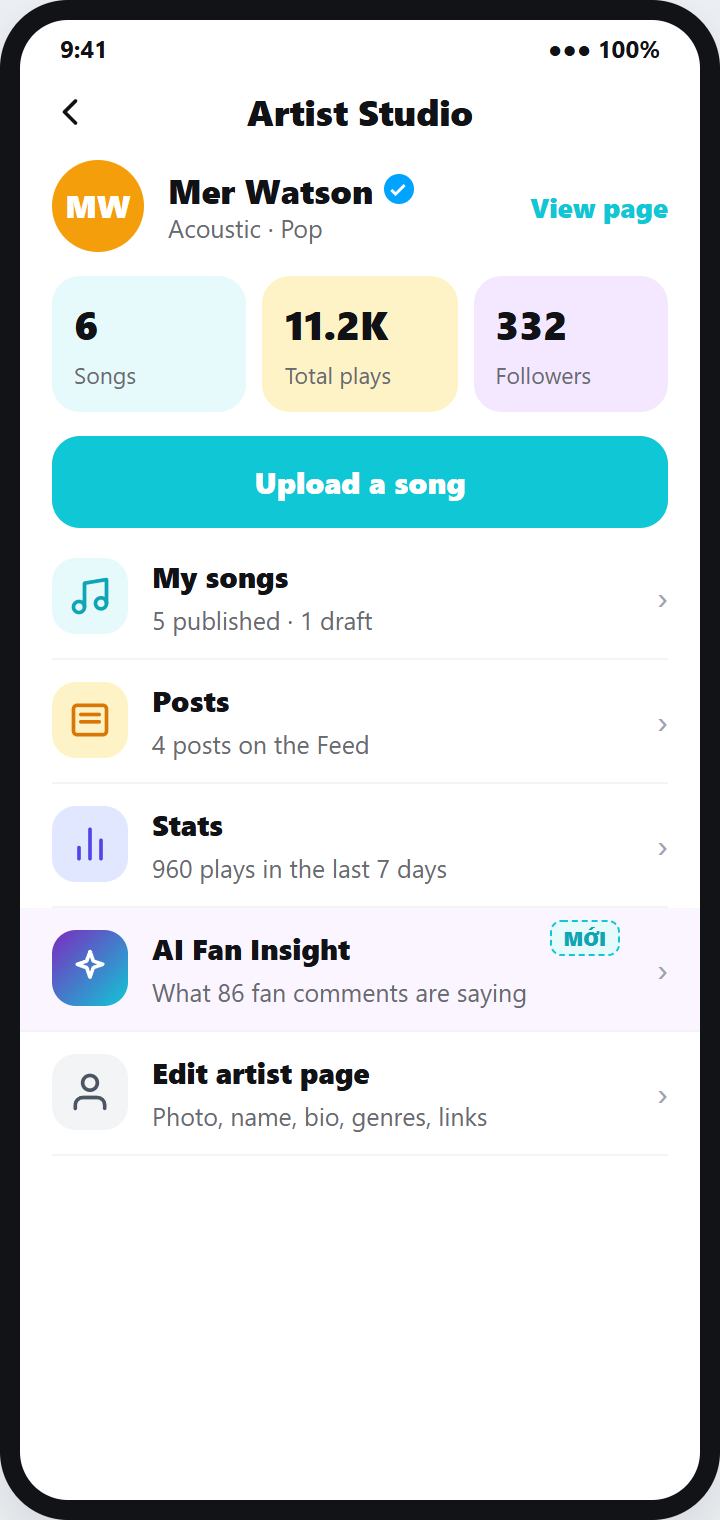 9:41
●●● 100%
Artist Studio
MW
Mer Watson
Acoustic · Pop
View page
6
Songs
11.2K
Total plays
332
Followers
Upload a song
My songs
5 published · 1 draft
›
Posts
4 posts on the Feed
›
Stats
960 plays in the last 7 days
›
AI Fan Insight
MỚI
What 86 fan comments are saying
›
Edit artist page
Photo, name, bio, genres, links
›